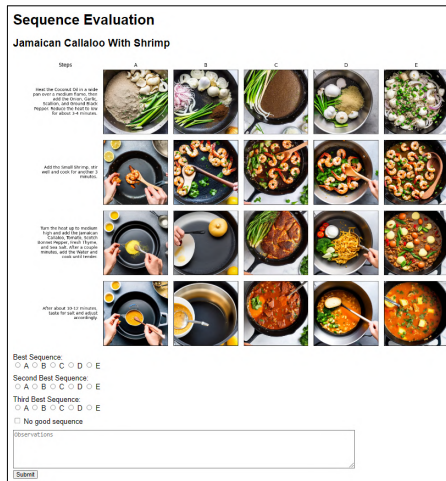 Sequence Evaluation
Jamaican Callaloo With Shrimp
Steps A B C D E
Heat the Coconut Oil in a wide
pan over a medium flame, then
add the Onion, Garlic,
Scallion, and Ground Black
Pepper. Reduce the heat to low
for about 3-4 minutes.
Add the Small Shrimp, stir
well and cook for another 2
minutes.
Turn the heat up to medium
high and add the Jamaican
Callaloo, Tomato, Scotch
Bonnet Pepper, Fresh Thyme,
and Sea Salt. After a couple
minutes, add the Water and
cook until tender.
After about 10-12 minutes,
taste for salt and adjust
accordingly.
Best Sequence:
A B C D E
Second Best Sequence:
A B C D E
Third Best Sequence:
A B C D E
No good sequence
Observations
Submit